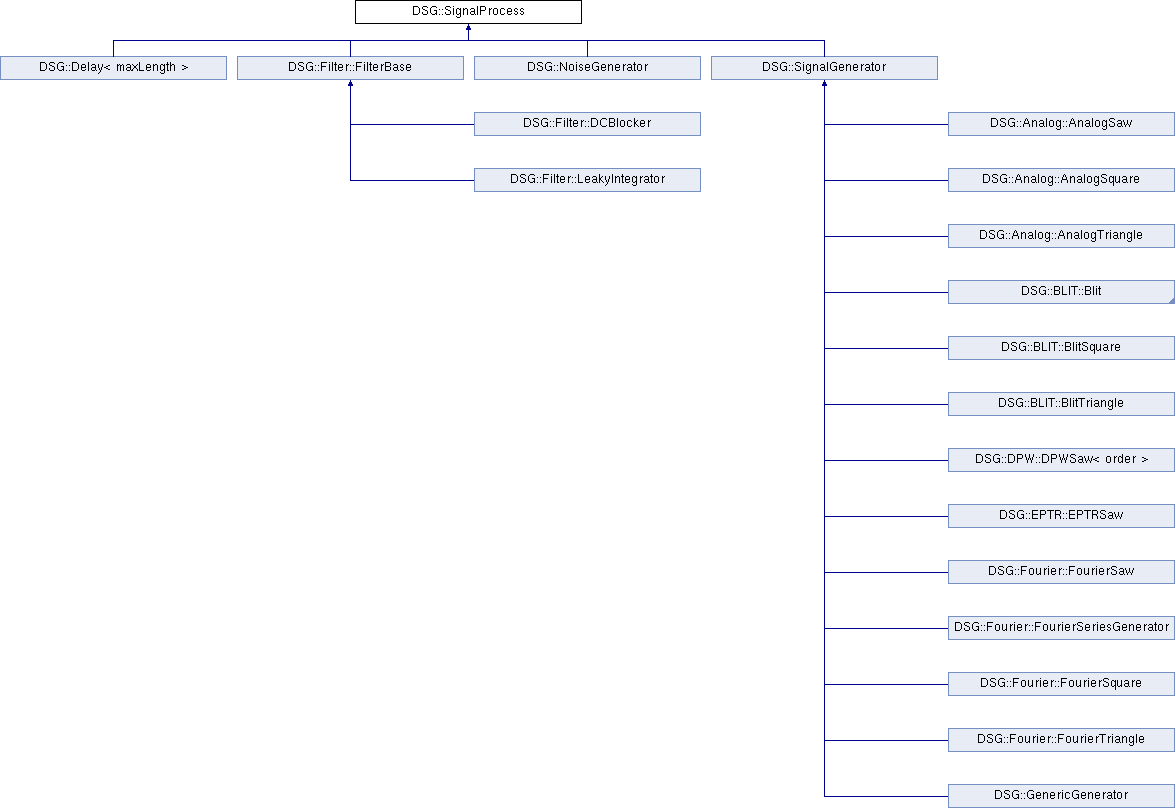 DSG::SignalProcess
DSG::Delay< maxLength >
DSG::Filter::FilterBase
DSG::NoiseGenerator
DSG::SignalGenerator
DSG::Filter::DCBlocker
DSG::Analog::AnalogSaw
DSG::Filter::LeakyIntegrator
DSG::Analog::AnalogSquare
DSG::Analog::AnalogTriangle
DSG::BLIT::Blit
DSG::BLIT::BlitSquare
DSG::BLIT::BlitTriangle
DSG::DPW::DPWSaw< order >
DSG::EPTR::EPTRSaw
DSG::Fourier::FourierSaw
DSG::Fourier::FourierSeriesGenerator
DSG::Fourier::FourierSquare
DSG::Fourier::FourierTriangle
DSG::GenericGenerator